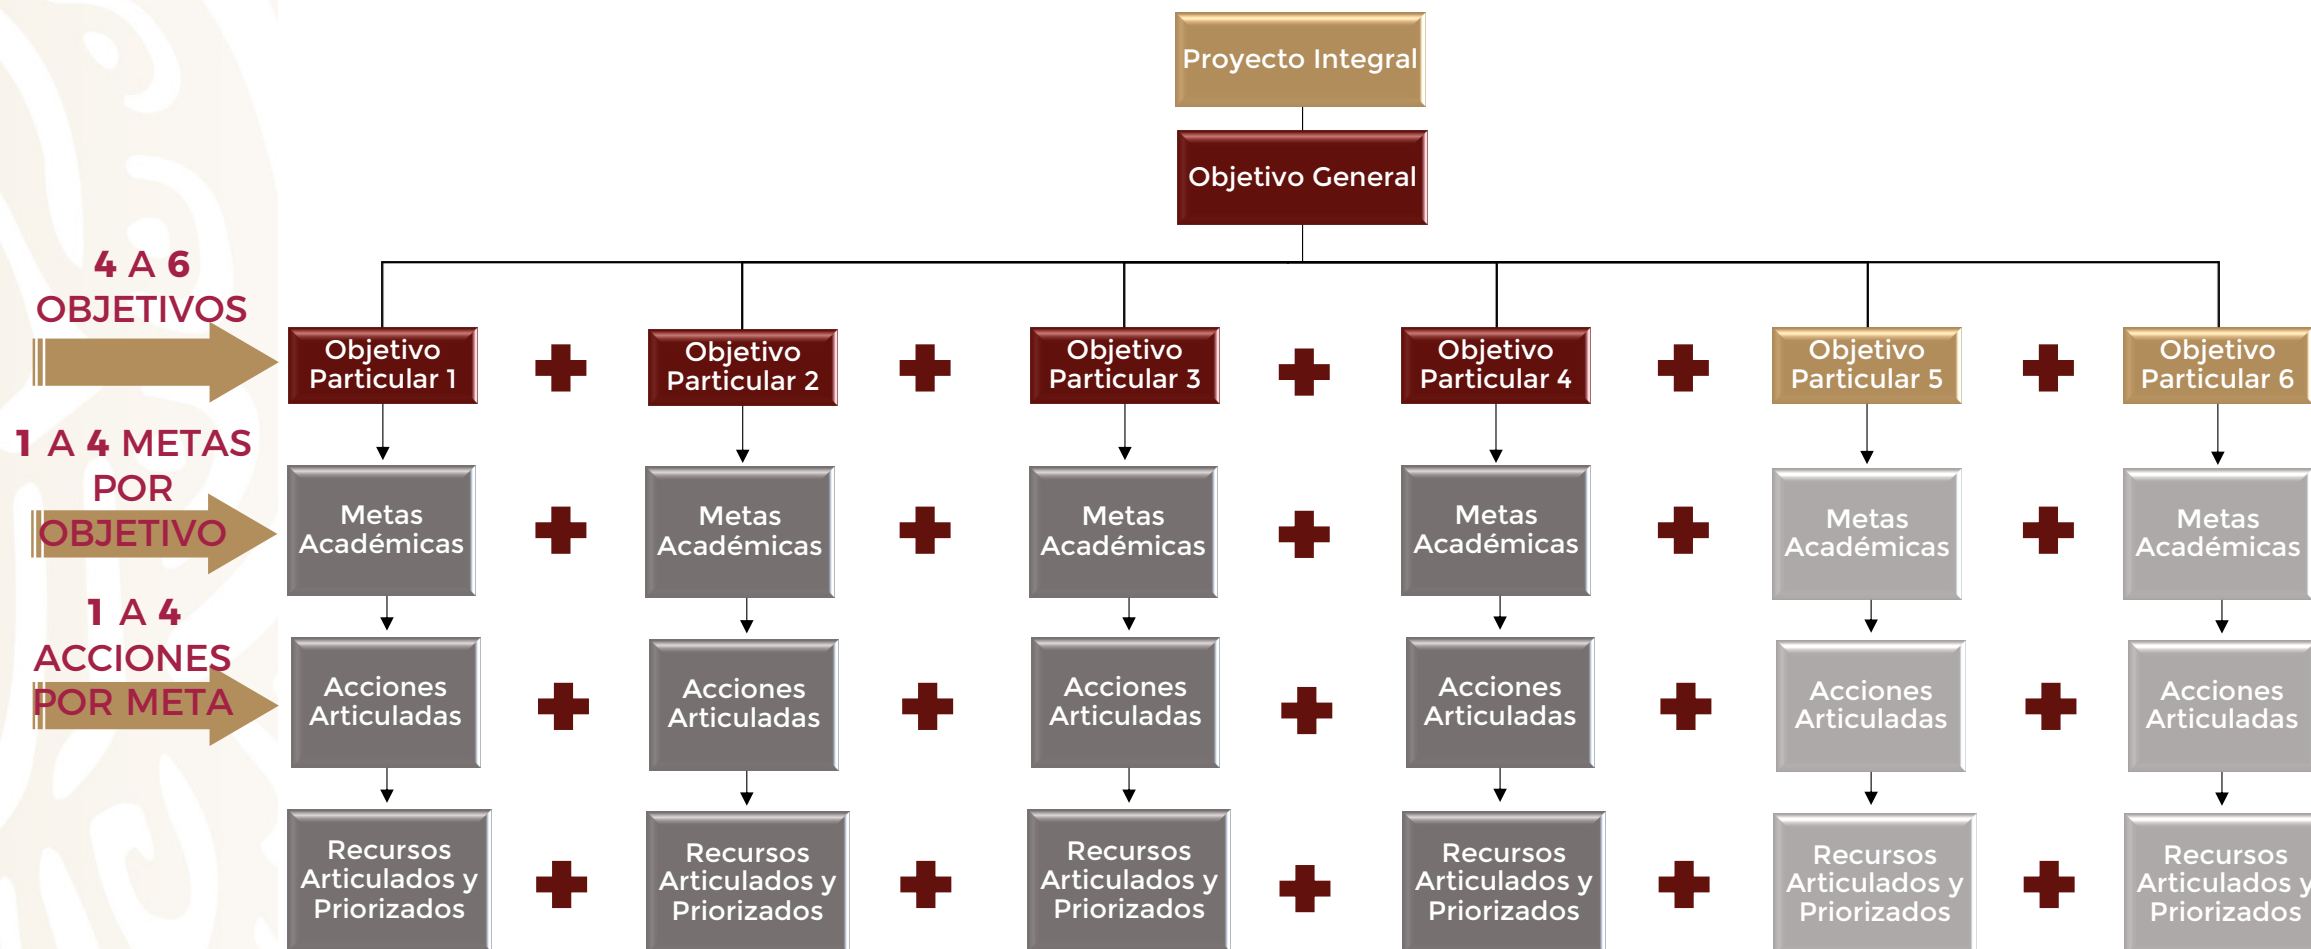 Proyecto Integral
Objetivo General
4 A 6
OBJETIVOS
Objetivo
Particular 1
Objetivo
Particular 2
Objetivo
Particular 3
Objetivo
Particular 4
Objetivo
Particular 5
Objetivo
Particular 6
1 A 4 METAS
POR
OBJETIVO
Metas
Académicas
Metas
Académicas
Metas
Académicas
Metas
Académicas
Metas
Académicas
Metas
Académicas
1 A 4
ACCIONES
POR META
Acciones
Articuladas
Acciones
Articuladas
Acciones
Articuladas
Acciones
Articuladas
Acciones
Articuladas
Acciones
Articuladas
Recursos
Articulados y
Priorizados
Recursos
Articulados y
Priorizados
Recursos
Articulados y
Priorizados
Recursos
Articulados y
Priorizados
Recursos
Articulados y
Priorizados
Recursos
Articulados y
Priorizados